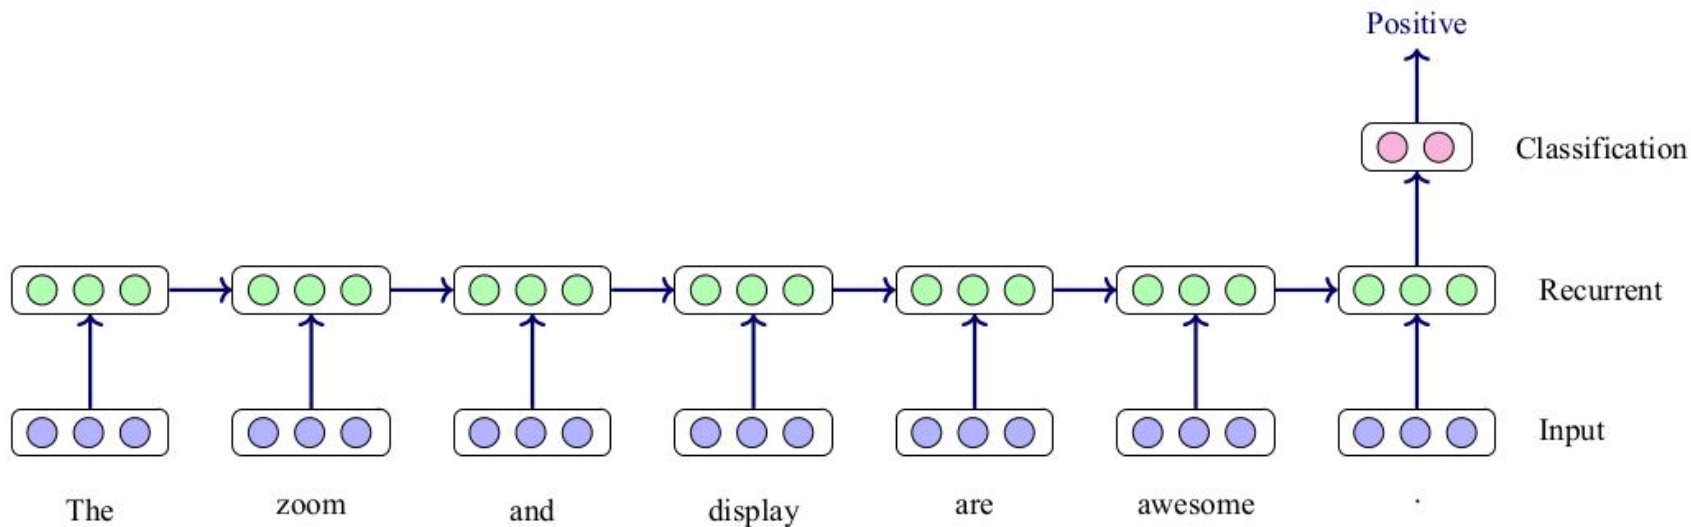 Positive
Classification
Recurrent
Input
The zoom and display are awesome .